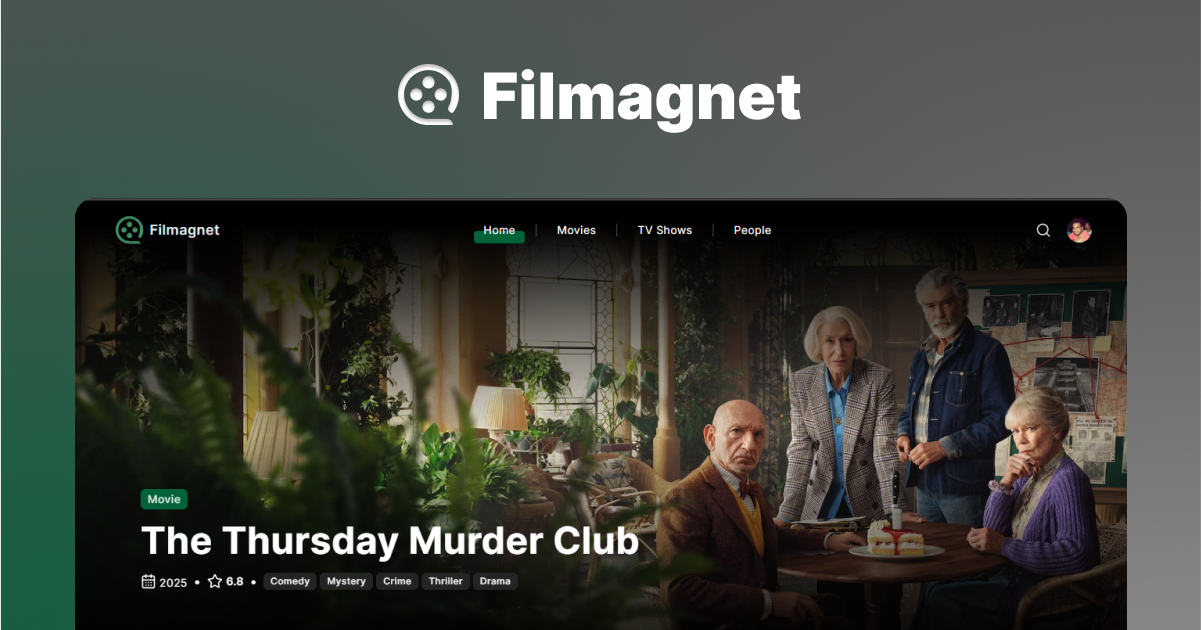 Filmagnet
Filmagnet
Home | Movies | TV Shows | People
Movie
The Thursday Murder Club
2025 • 6.8 • Comedy Mystery Crime Thriller Drama